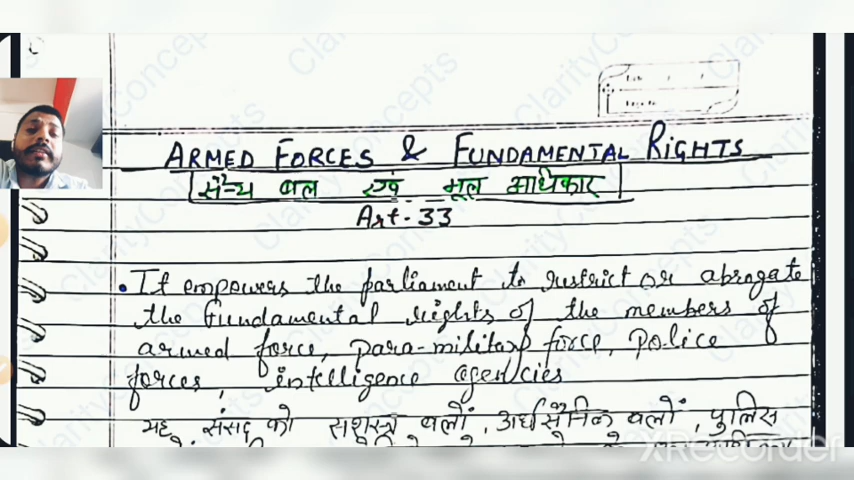 ARMED FORCES & FUNDAMENTAL RIGHTS
सैन्य बल एवं मूल अधिकार
Art-33
• It empowers the parliament to restrict or abrogate
the fundamental rights of the members of
armed force, para-military force, Police
forces, intelligence agencies
यह संसद को सशस्त्र बलों, अर्धसैनिक बलों, पुलिस
XRecorder
ClarityConcepts